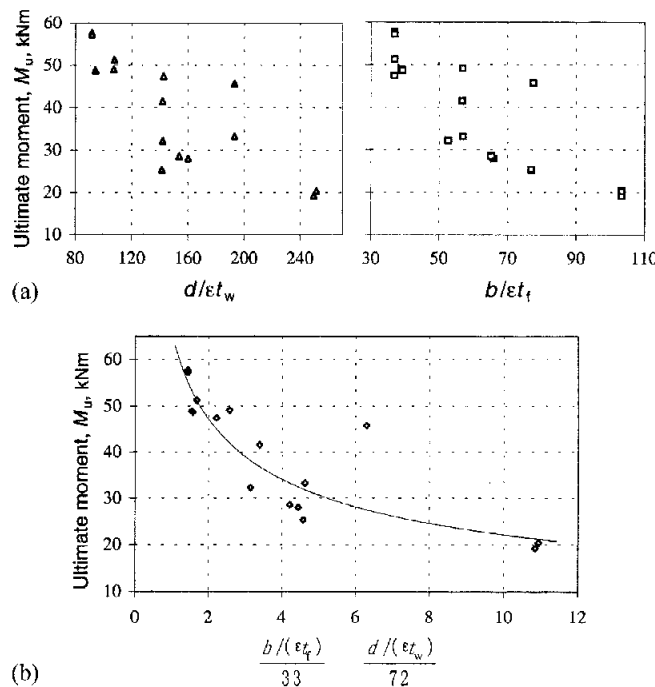 Ultimate moment, Mu, kNm
60
50
40
30
20
10
80 120 160 200 240
d/εtw
30 50 70 90 110
b/εtf
(a)
Ultimate moment, Mu, kNm
60
50
40
30
20
10
0 2 4 6 8 10 12
b/(εtf) d/(εtw)
33 72
(b)